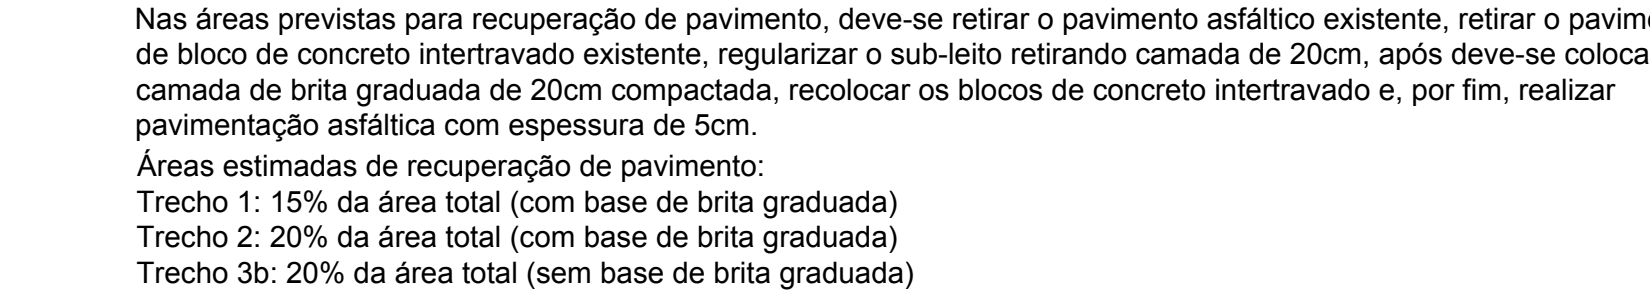 Nas áreas previstas para recuperação de pavimento, deve-se retirar o pavimento asfáltico existente, retirar o
de bloco de concreto intertravado existente, regularizar o sub-leito retirando camada de 20cm, após deve-se
camada de brita graduada de 20cm compactada, recolocar os blocos de concreto intertravado e, por fim, realizar
pavimentação asfáltica com espessura de 5cm.
Áreas estimadas de recuperação de pavimento:
Trecho 1: 15% da área total (com base de brita graduada)
Trecho 2: 20% da área total (com base de brita graduada)
Trecho 3b: 20% da área total (sem base de brita graduada)